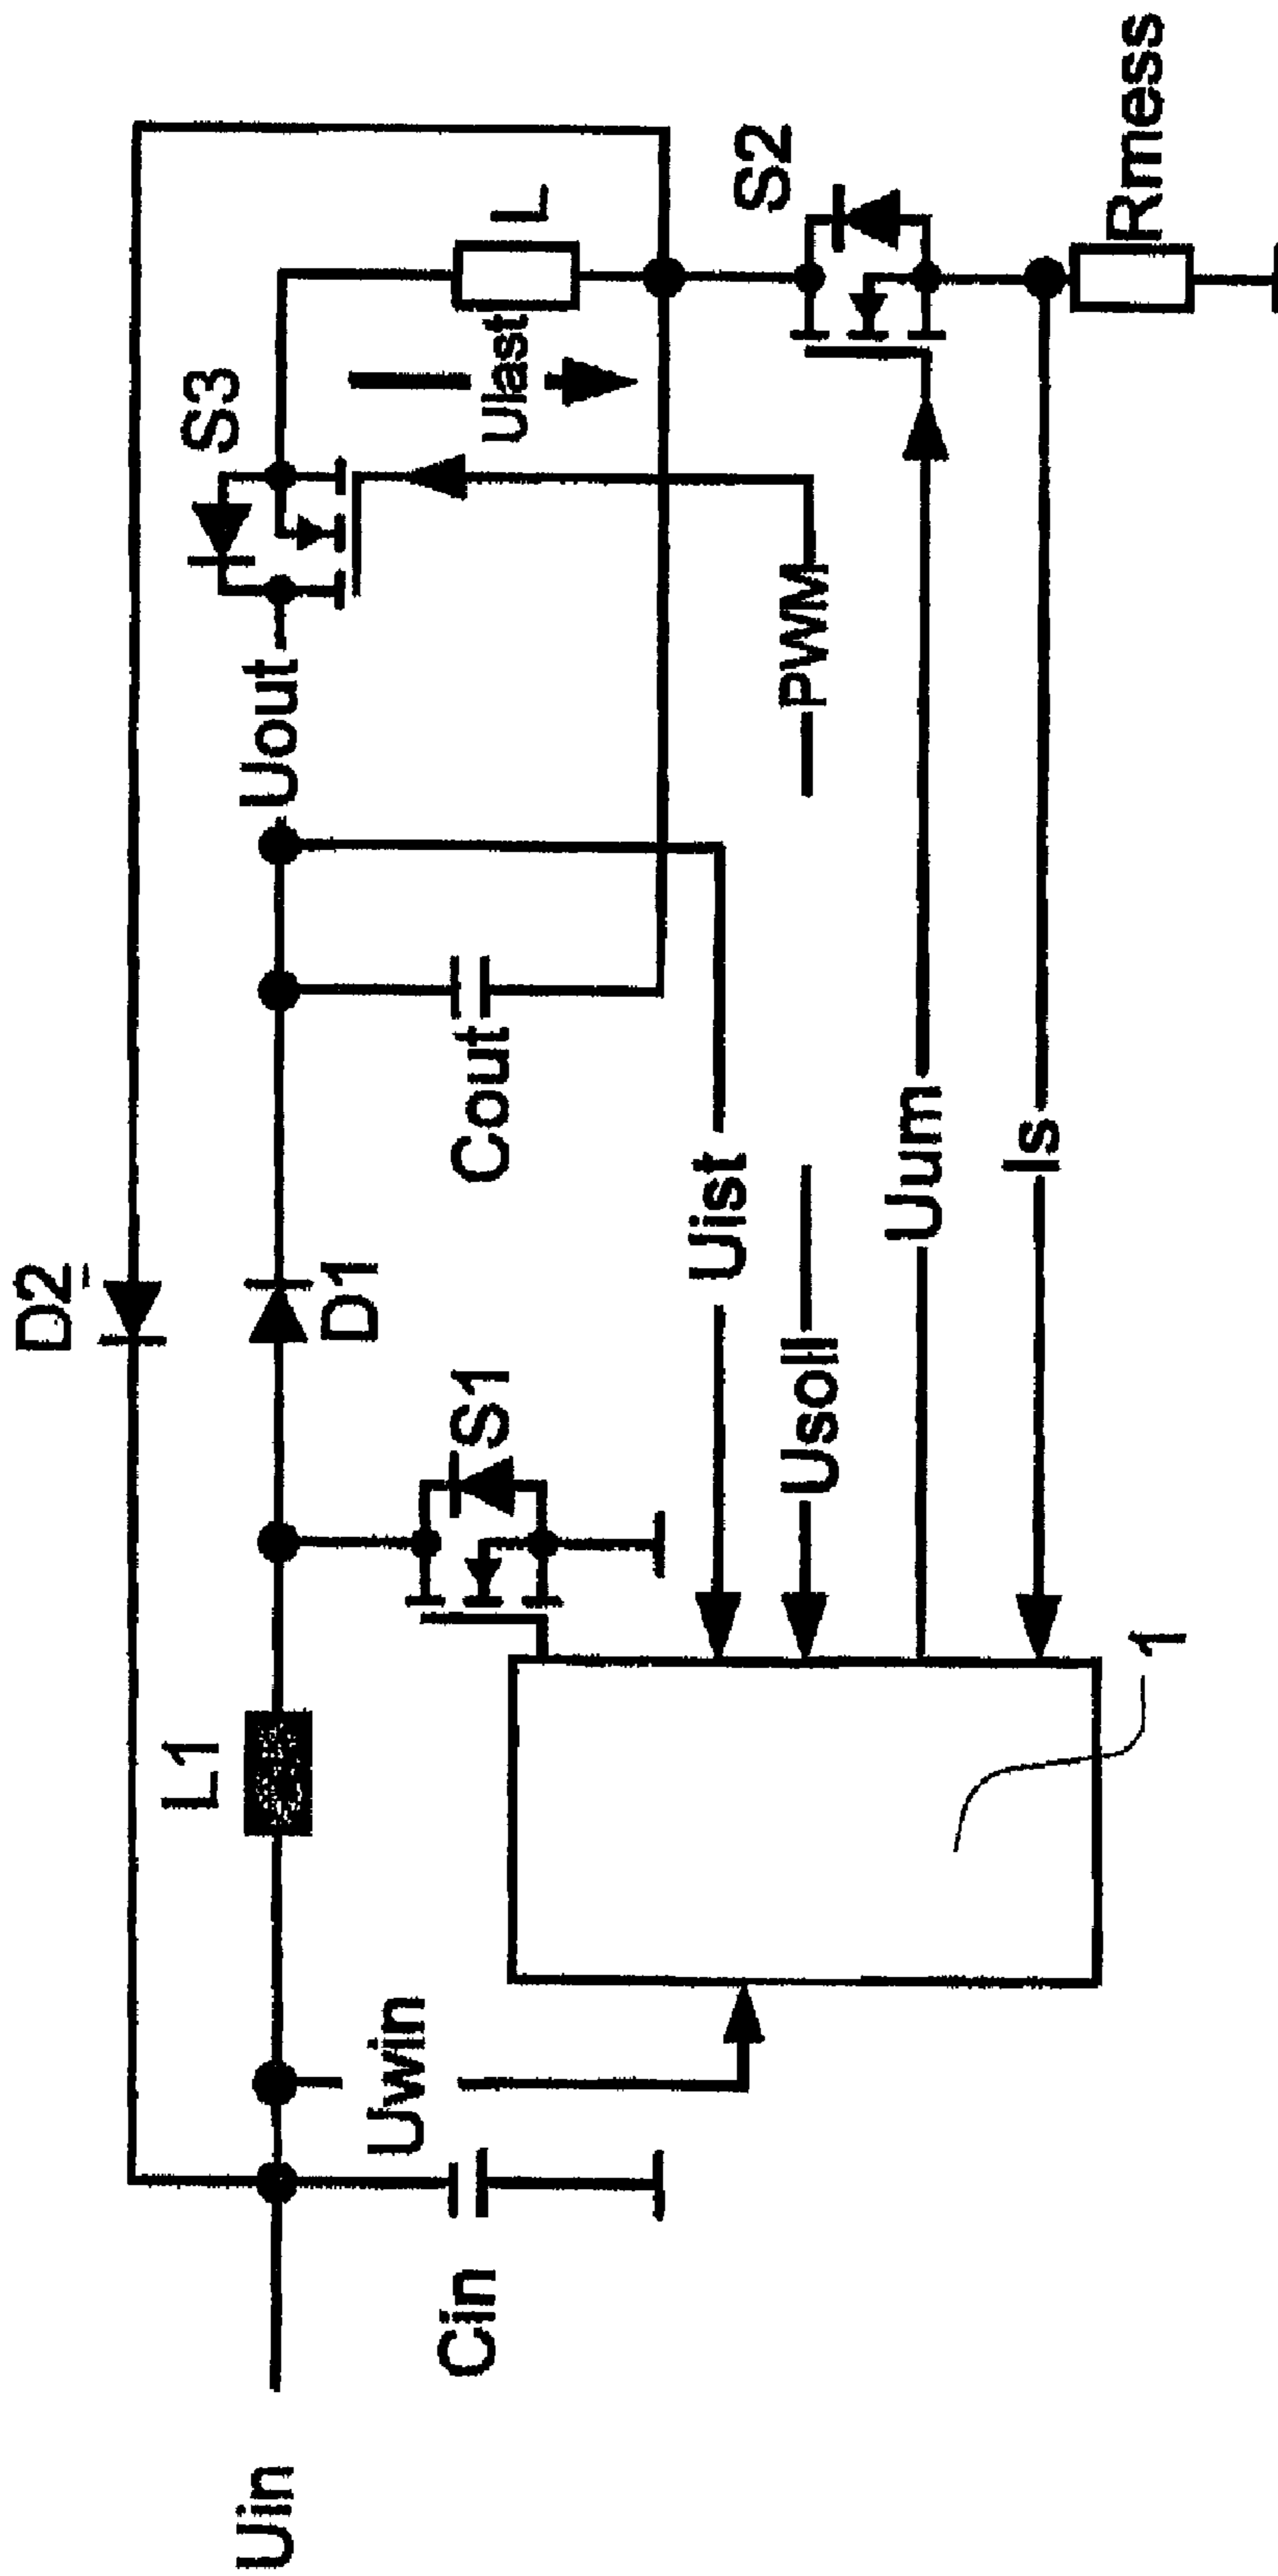 D2
L1
D1
Uout
S3
Uin
Cin
Uwin
S1
Cout
Ulast
L
Uist
Usoll
PWM
S2
Uum
Is
Rmess
1